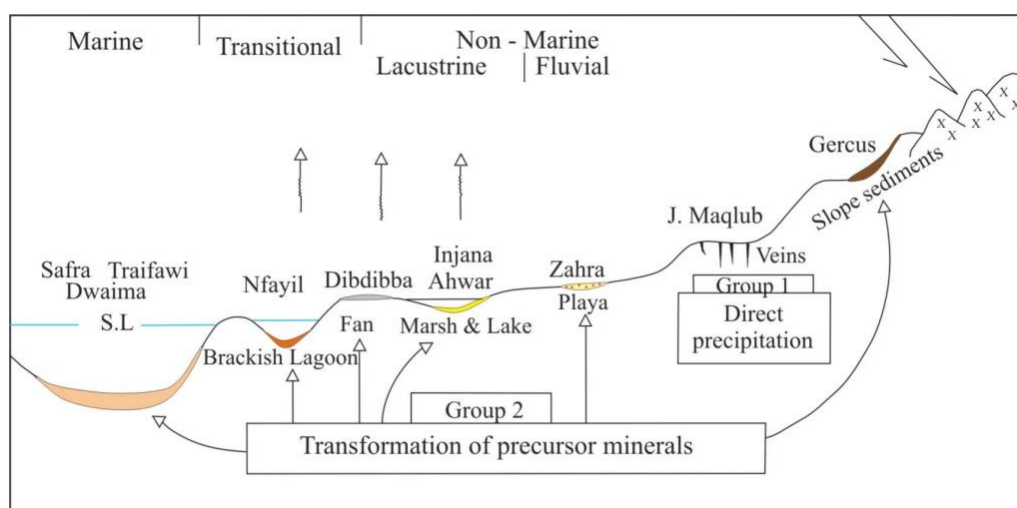 Marine
Transitional
Non - Marine
Lacustrine
Fluvial
Gercus
Slope sediments
J. Maqlub
Veins
Group 1
Direct
precipitation
Safra Traifawi
Dwaima
S.L
Nfayil
Brackish Lagoon
Dibdibba
Fan
Injana
Ahwar
Marsh & Lake
Zahra
Playa
Group 2
Transformation of precursor minerals
x
x
x
x
x
x
x
x